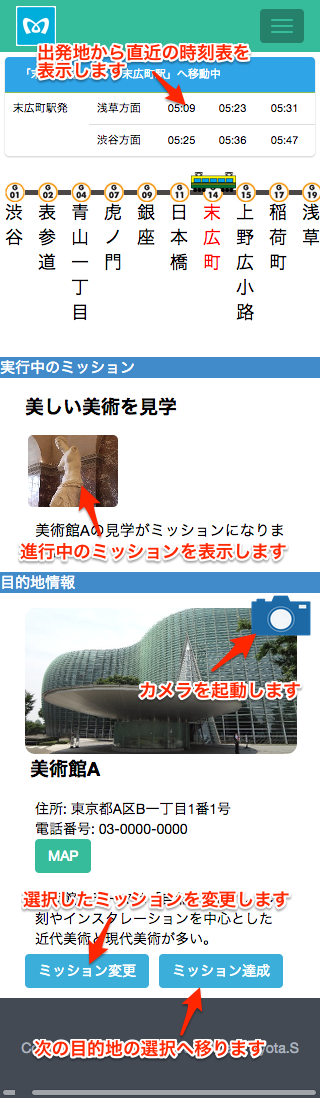 出発地から直近の時刻表を
表示します
「末
末広町駅」へ移動中
末広町駅発 浅草方面 05:09 05:23 05:31
渋谷方面 05:25 05:36 05:47
G 01 G 02 G 04 G 07 G 09 G 11 G 14 G 15 G 17 G 19
渋谷
表参道
青山一丁目
虎ノ門
銀座
日本橋
末広町
上野広小路
稲荷町
浅草
実行中のミッション
美しい美術を見学
美術館Aの見学がミッションになりま
進行中のミッションを表示します
目的地情報
カメラを起動します
美術館A
住所: 東京都A区B一丁目1番1号
電話番号: 03-0000-0000
MAP
選択したミッションを変更します
刻やインスタレーションを中心とした
近代美術と現代美術が多い。
ミッション変更 ミッション達成
次の目的地の選択へ移ります